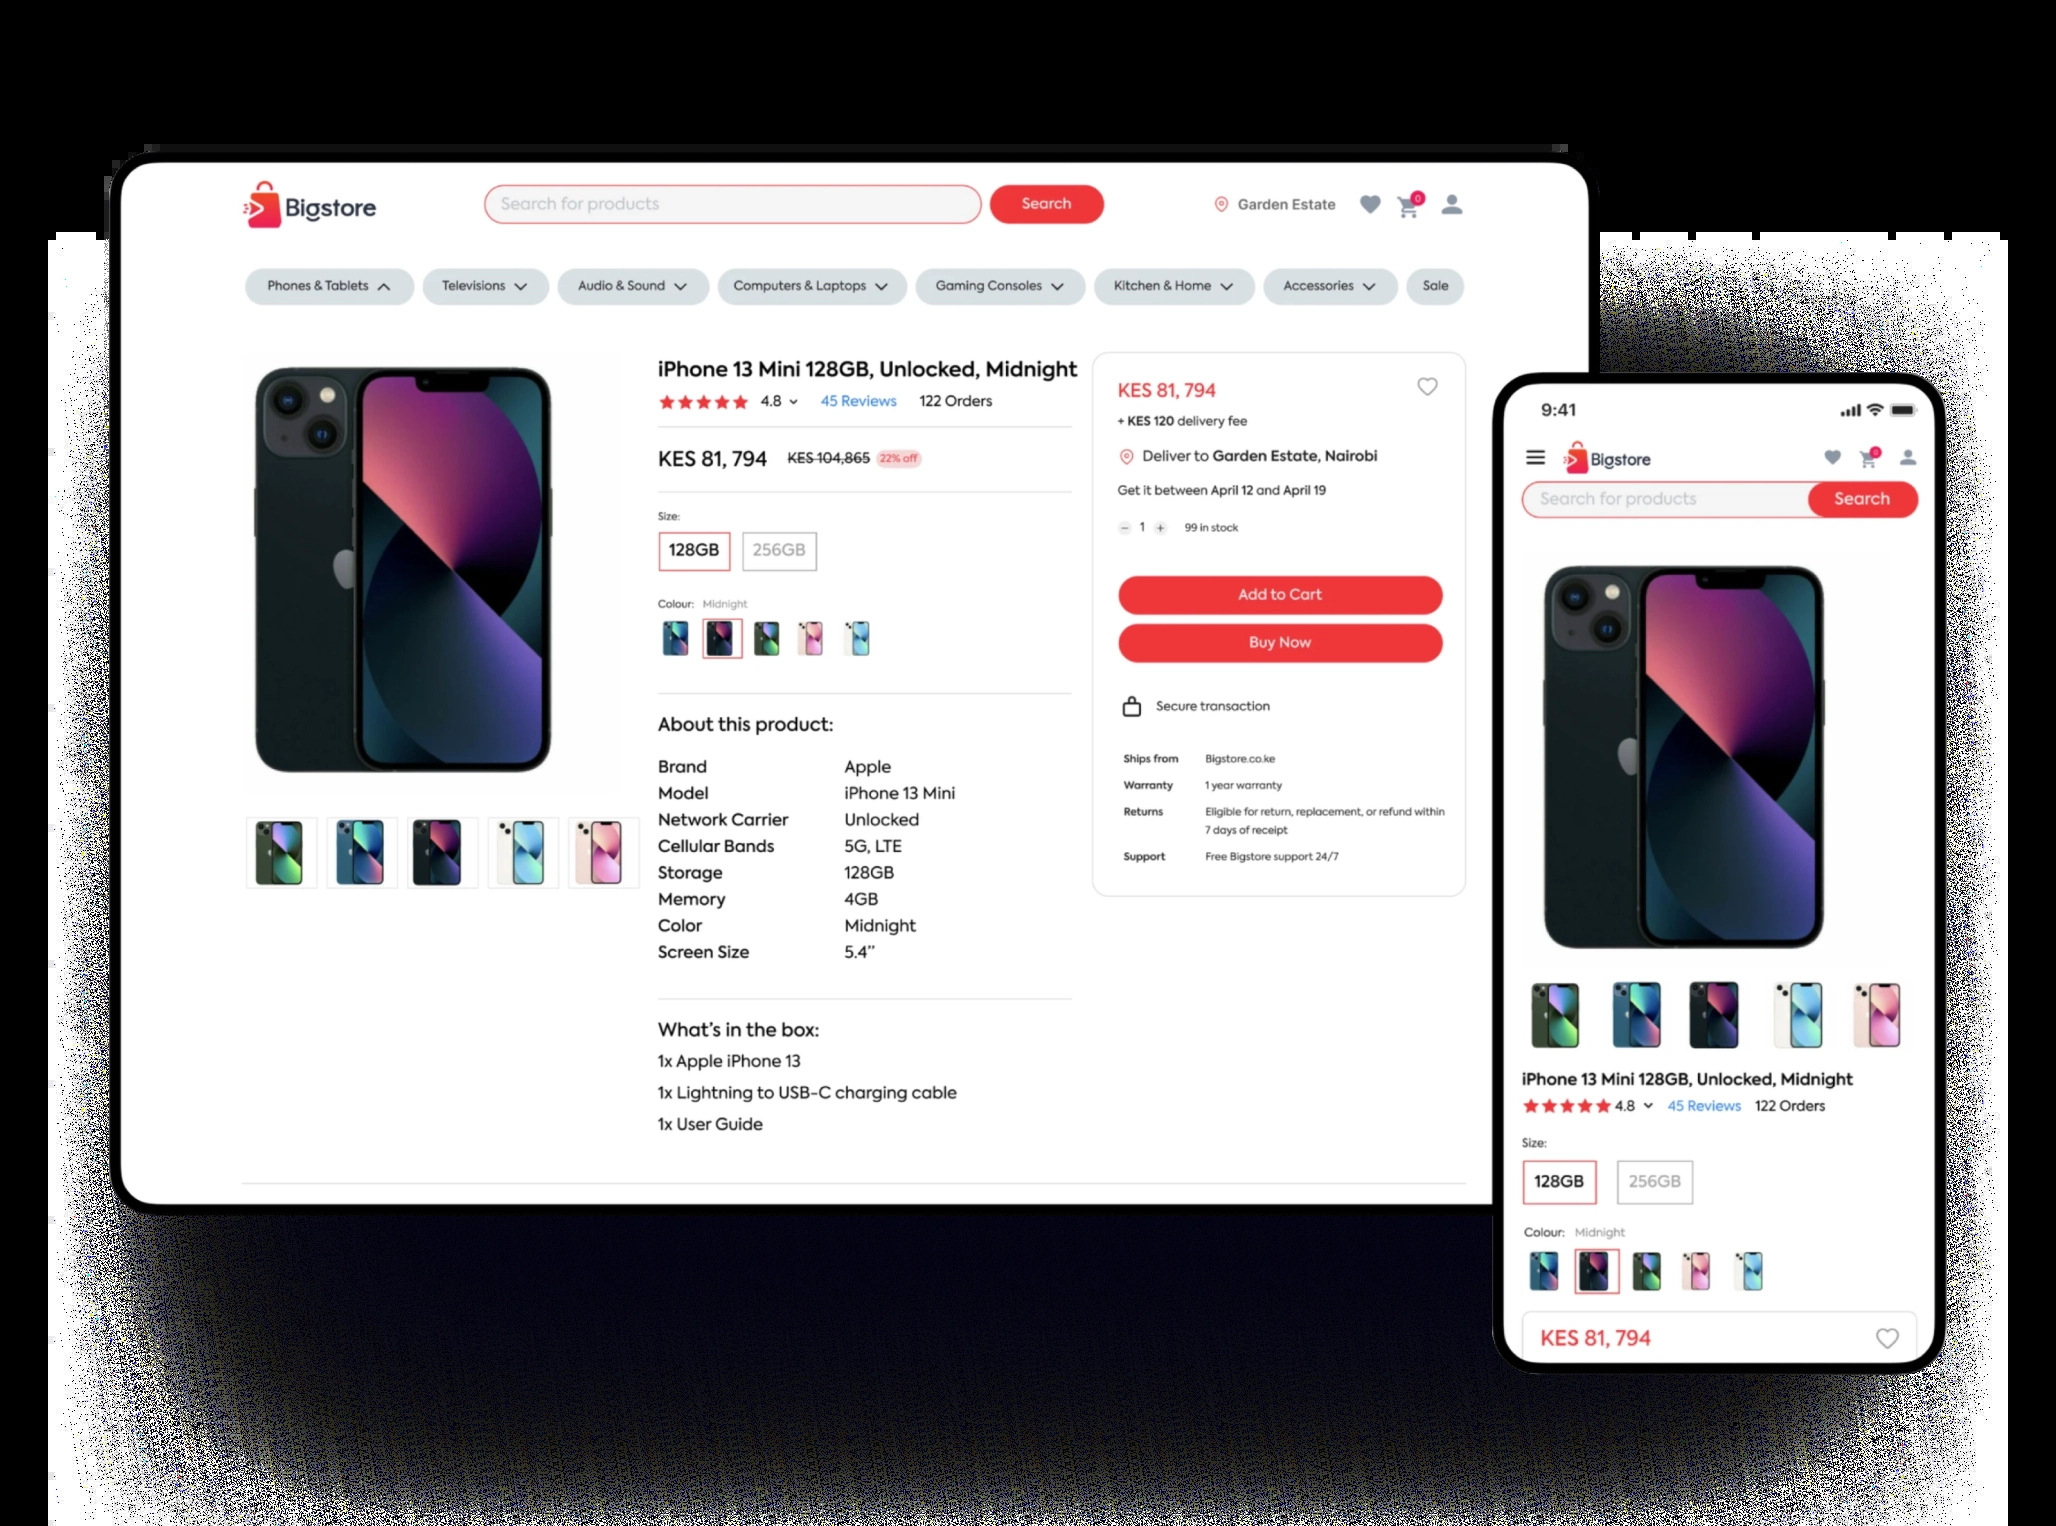 Bigstore
Search for products
Search
Garden Estate
0
Phones & Tablets
Televisions
Audio & Sound
Computers & Laptops
Gaming Consoles
Kitchen & Home
Accessories
Sale
iPhone 13 Mini 128GB, Unlocked, Midnight
4.8 45 Reviews 122 Orders
KES 81, 794 KES 104,865 22% off
Size:
128GB 256GB
Colour: Midnight
About this product:
Brand Apple
Model iPhone 13 Mini
Network Carrier Unlocked
Cellular Bands 5G, LTE
Storage 128GB
Memory 4GB
Color Midnight
Screen Size 5.4’’
What’s in the box:
1x Apple iPhone 13
1x Lightning to USB-C charging cable
1x User Guide
KES 81, 794
+ KES 120 delivery fee
Deliver to Garden Estate, Nairobi
Get it between April 12 and April 19
− 1 + 99 in stock
Add to Cart
Buy Now
Secure transaction
Ships from Bigstore.co.ke
Warranty 1 year warranty
Returns Eligible for return, replacement, or refund within
7 days of receipt
Support Free Bigstore support 24/7
9:41
Bigstore
0
Search for products
Search
iPhone 13 Mini 128GB, Unlocked, Midnight
4.8 45 Reviews 122 Orders
Size:
128GB 256GB
Colour: Midnight
KES 81, 794